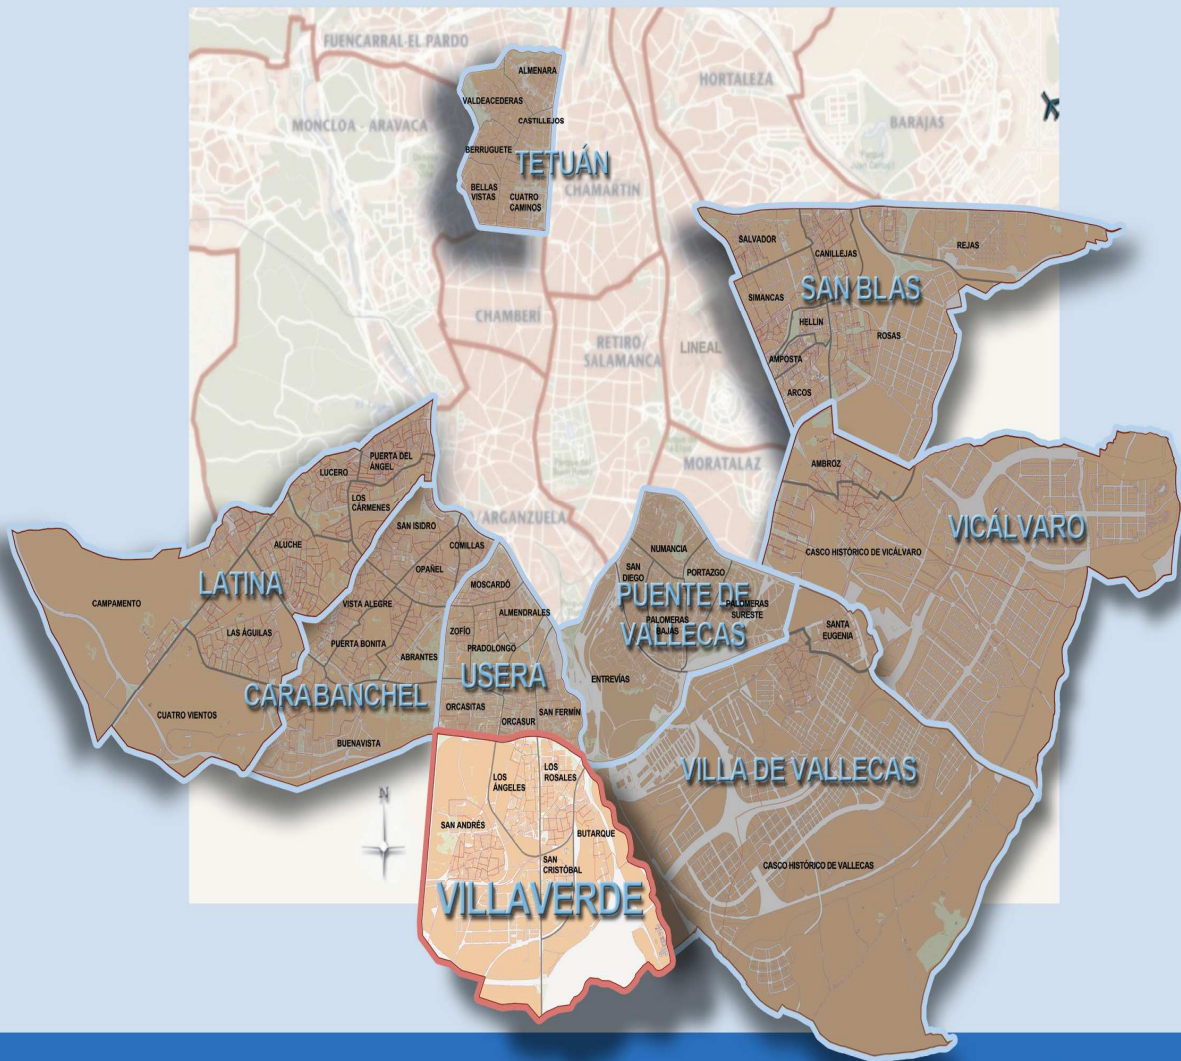 FUENCARRAL-EL PARDO
ALMENARA
HORTALEZA
VALDEACEDERAS
CASTILLEJOS
MONCLOA - ARAVACA
BARAJAS
BERRUGUETE
TETUÁN
BELLAS
VISTAS
CUATRO
CAMINOS
CHAMARTIN
SALVADOR
CANILLEJAS
REJAS
SAN BLAS
SIMANCAS
HELLIN
ROSAS
AMPOSTA
ARCOS
CHAMBERÍ
RETIRO/
SALAMANCA
LINEAL
MORATALAZ
PUERTA DEL
ÁNGEL
LUCERO
LOS
CÁRMENES
SAN ISIDRO
/ARGANZUELA
COMILLAS
ALUCHE
OPAÑEL
LATINA
CAMPAMENTO
LAS ÁGUILAS
VISTA ALEGRE
PUERTA BONITA
ABRANTES
CARABANCHEL
CUATRO VIENTOS
BUENAVISTA
MOSCARDÓ
ALMENDRALES
ZOFÍO
PRADOLONGO
USERA
ORCASITAS
ORCASUR
SAN FERMÍN
NUMANCIA
SAN
DIEGO
PORTAZGO
PUENTE DE
VALLECAS
PALOMERAS
BAJAS
PALOMERAS
SURESTE
ENTREVÍAS
AMBROZ
VICÁLVARO
CASCO HISTÓRICO DE VICÁLVARO
SANTA
EUGENIA
VILLA DE VALLECAS
CASCO HISTÓRICO DE VALLECAS
N
LOS
ÁNGELES
LOS
ROSALES
SAN ANDRÉS
BUTARQUE
SAN
CRISTÓBAL
VILLAVERDE